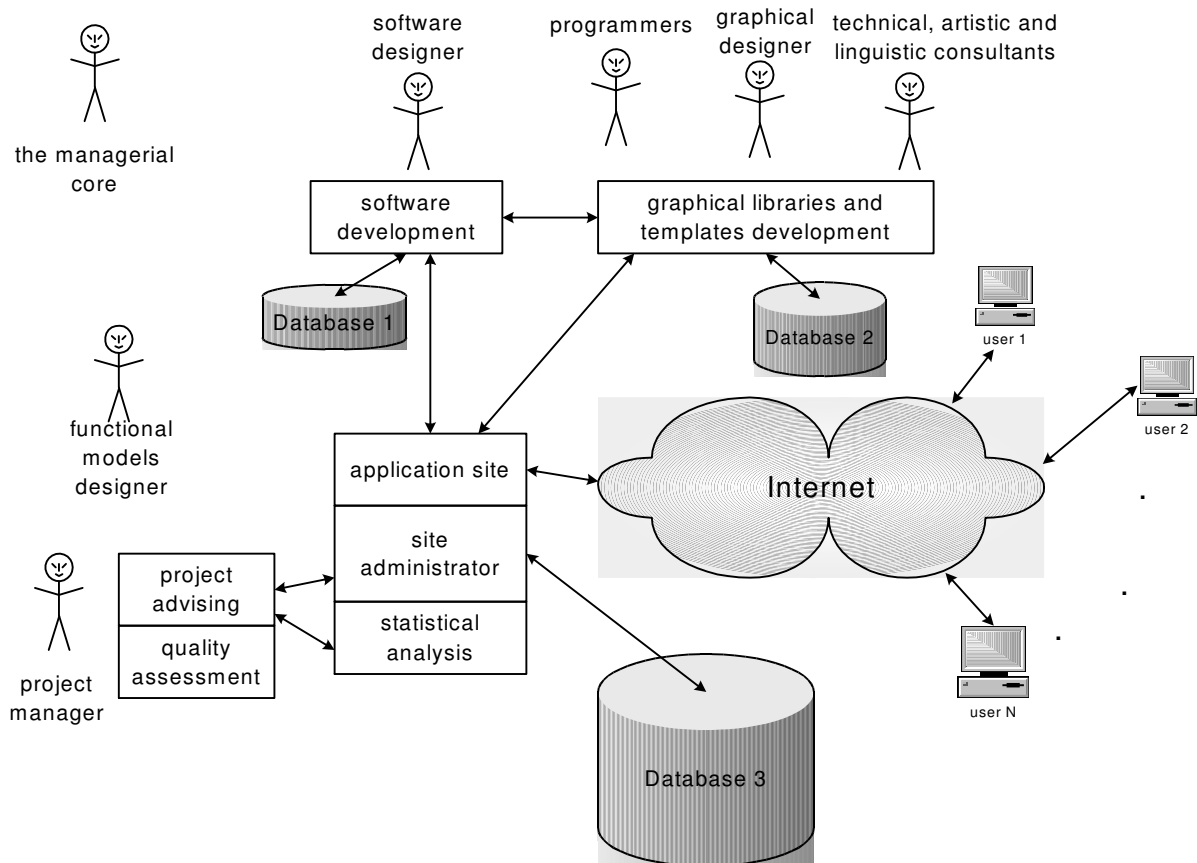 software
designer
programmers
graphical
designer
technical, artistic and
linguistic consultants
the managerial
core
software
development
graphical libraries and
templates development
Database 1
Database 2
user 1
user 2
functional
models
designer
application site
Internet
site
administrator
project
advising
statistical
analysis
quality
assessment
project
manager
user N
Database 3